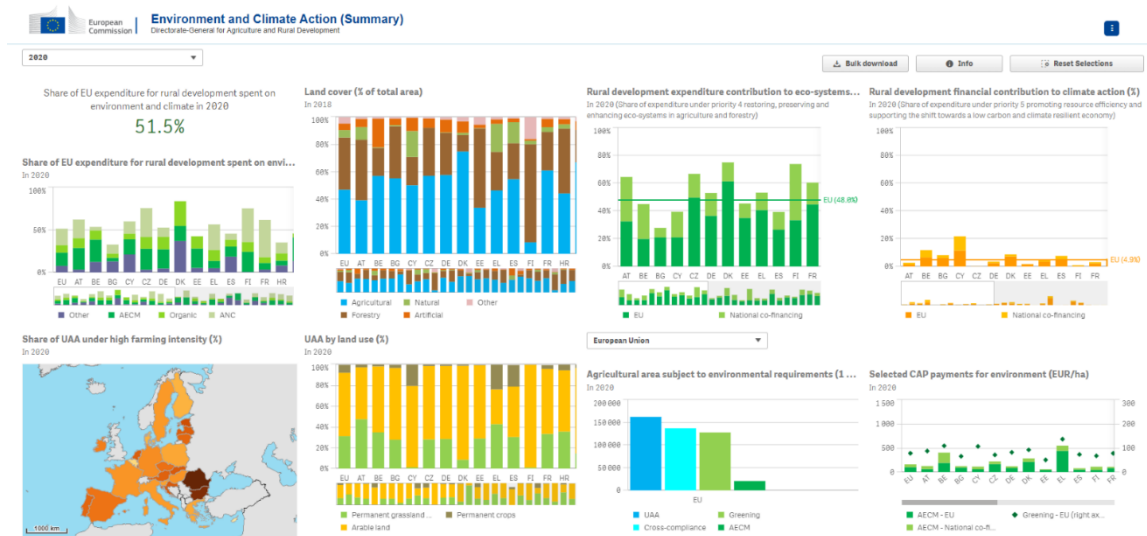 European
Commission
Environment and Climate Action (Summary)
Directorate-General for Agriculture and Rural Development
2020
Bulk download
Info
Reset Selections
Share of EU expenditure for rural development spent on
environment and climate in 2020
51.5%
Share of EU expenditure for rural development spent on envi...
In 2020
100%
50%
0%
EU AT BE BG CY CZ DE DK EE EL ES FI FR HR
Other AECM Organic ANC
Land cover (% of total area)
In 2018
100%
80%
60%
40%
20%
0%
EU AT BE BG CY CZ DE DK EE EL ES FI FR HR
Agricultural Natural Other
Forestry Artificial
Rural development expenditure contribution to eco-systems...
In 2020 (Share of expenditure under priority 4 restoring, preserving and
enhancing eco-systems in agriculture and forestry)
100%
80%
60%
40%
20%
0%
EU (48.8%)
AT BE BG CY CZ DE DK EE EL ES FI FR
EU National co-financing
Rural development financial contribution to climate action (%)
In 2020 (Share of expenditure under priority 5 promoting resource efficiency and
supporting the shift towards a low carbon and climate resilient economy)
100%
80%
60%
40%
20%
0%
EU (4.9%)
AT BE BG CY CZ DE DK EE EL ES FI FR
EU National co-financing
Share of UAA under high farming intensity (%)
In 2020
1000 km
UAA by land use (%)
In 2020
100%
80%
60%
40%
20%
0%
EU AT BE BG CY CZ DE DK EE EL ES FI FR HR
Permanent grassland ... Permanent crops
Arable land
European Union
Agricultural area subject to environmental requirements (1 ...
In 2020
200 000
150 000
100 000
50 000
0
EU
UAA Greening
Cross-compliance AECM
Selected CAP payments for environment (EUR/ha)
In 2020
1 500
1 000
500
0
300
200
100
0
EU AT BE BG CY CZ DE DK EE EL ES FI FR
AECM - EU Greening - EU (right ax...
AECM - National co-fi...